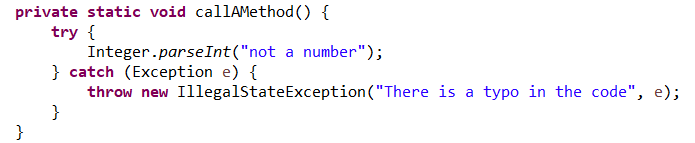 private static void callAMethod() {
    try {
        Integer.parseInt("not a number");
    } catch (Exception e) {
        throw new IllegalStateException("There is a typo in the code", e);
    }
}